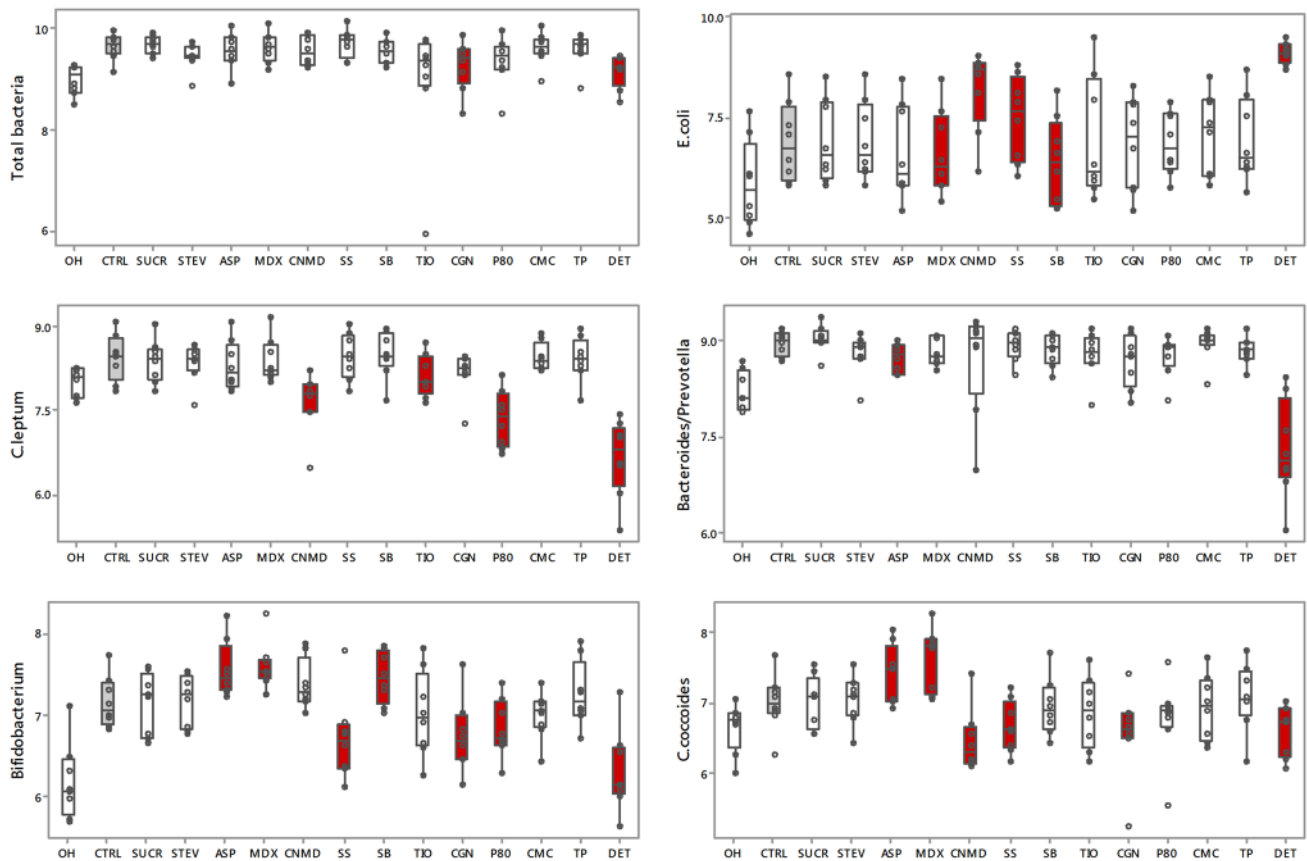 Total bacteria
10
8
6
OH CTRL SUCR STEV ASP MDX CNMD SS SB TIO CGN P80 CMC TP DET
E.coli
10.0
7.5
5.0
OH CTRL SUCR STEV ASP MDX CNMD SS SB TIO CGN P80 CMC TP DET
C.leptum
9.0
7.5
6.0
OH CTRL SUCR STEV ASP MDX CNMD SS SB TIO CGN P80 CMC TP DET
Bacteroides/Prevotella
9.0
7.5
6.0
OH CTRL SUCR STEV ASP MDX CNMD SS SB TIO CGN P80 CMC TP DET
Bifidobacterium
8
7
6
OH CTRL SUCR STEV ASP MDX CNMD SS SB TIO CGN P80 CMC TP DET
C.coccoides
8
7
6
OH CTRL SUCR STEV ASP MDX CNMD SS SB TIO CGN P80 CMC TP DET